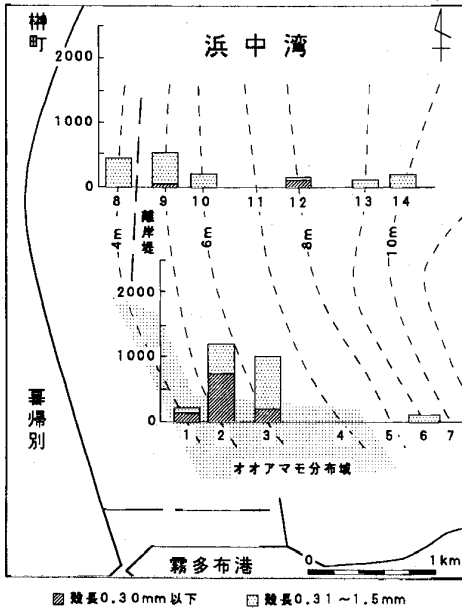 榊町
浜中湾
2000
1000
0
8 9 10 11 12 13 14
離岸堤
4m 6m 8m 10m
2000
1000
0
1 2 3 4 5 6 7
オオアマモ分布域
暮帰別
霧多布港
0 1km
殻長0.30mm以下 殻長0.31～1.5mm